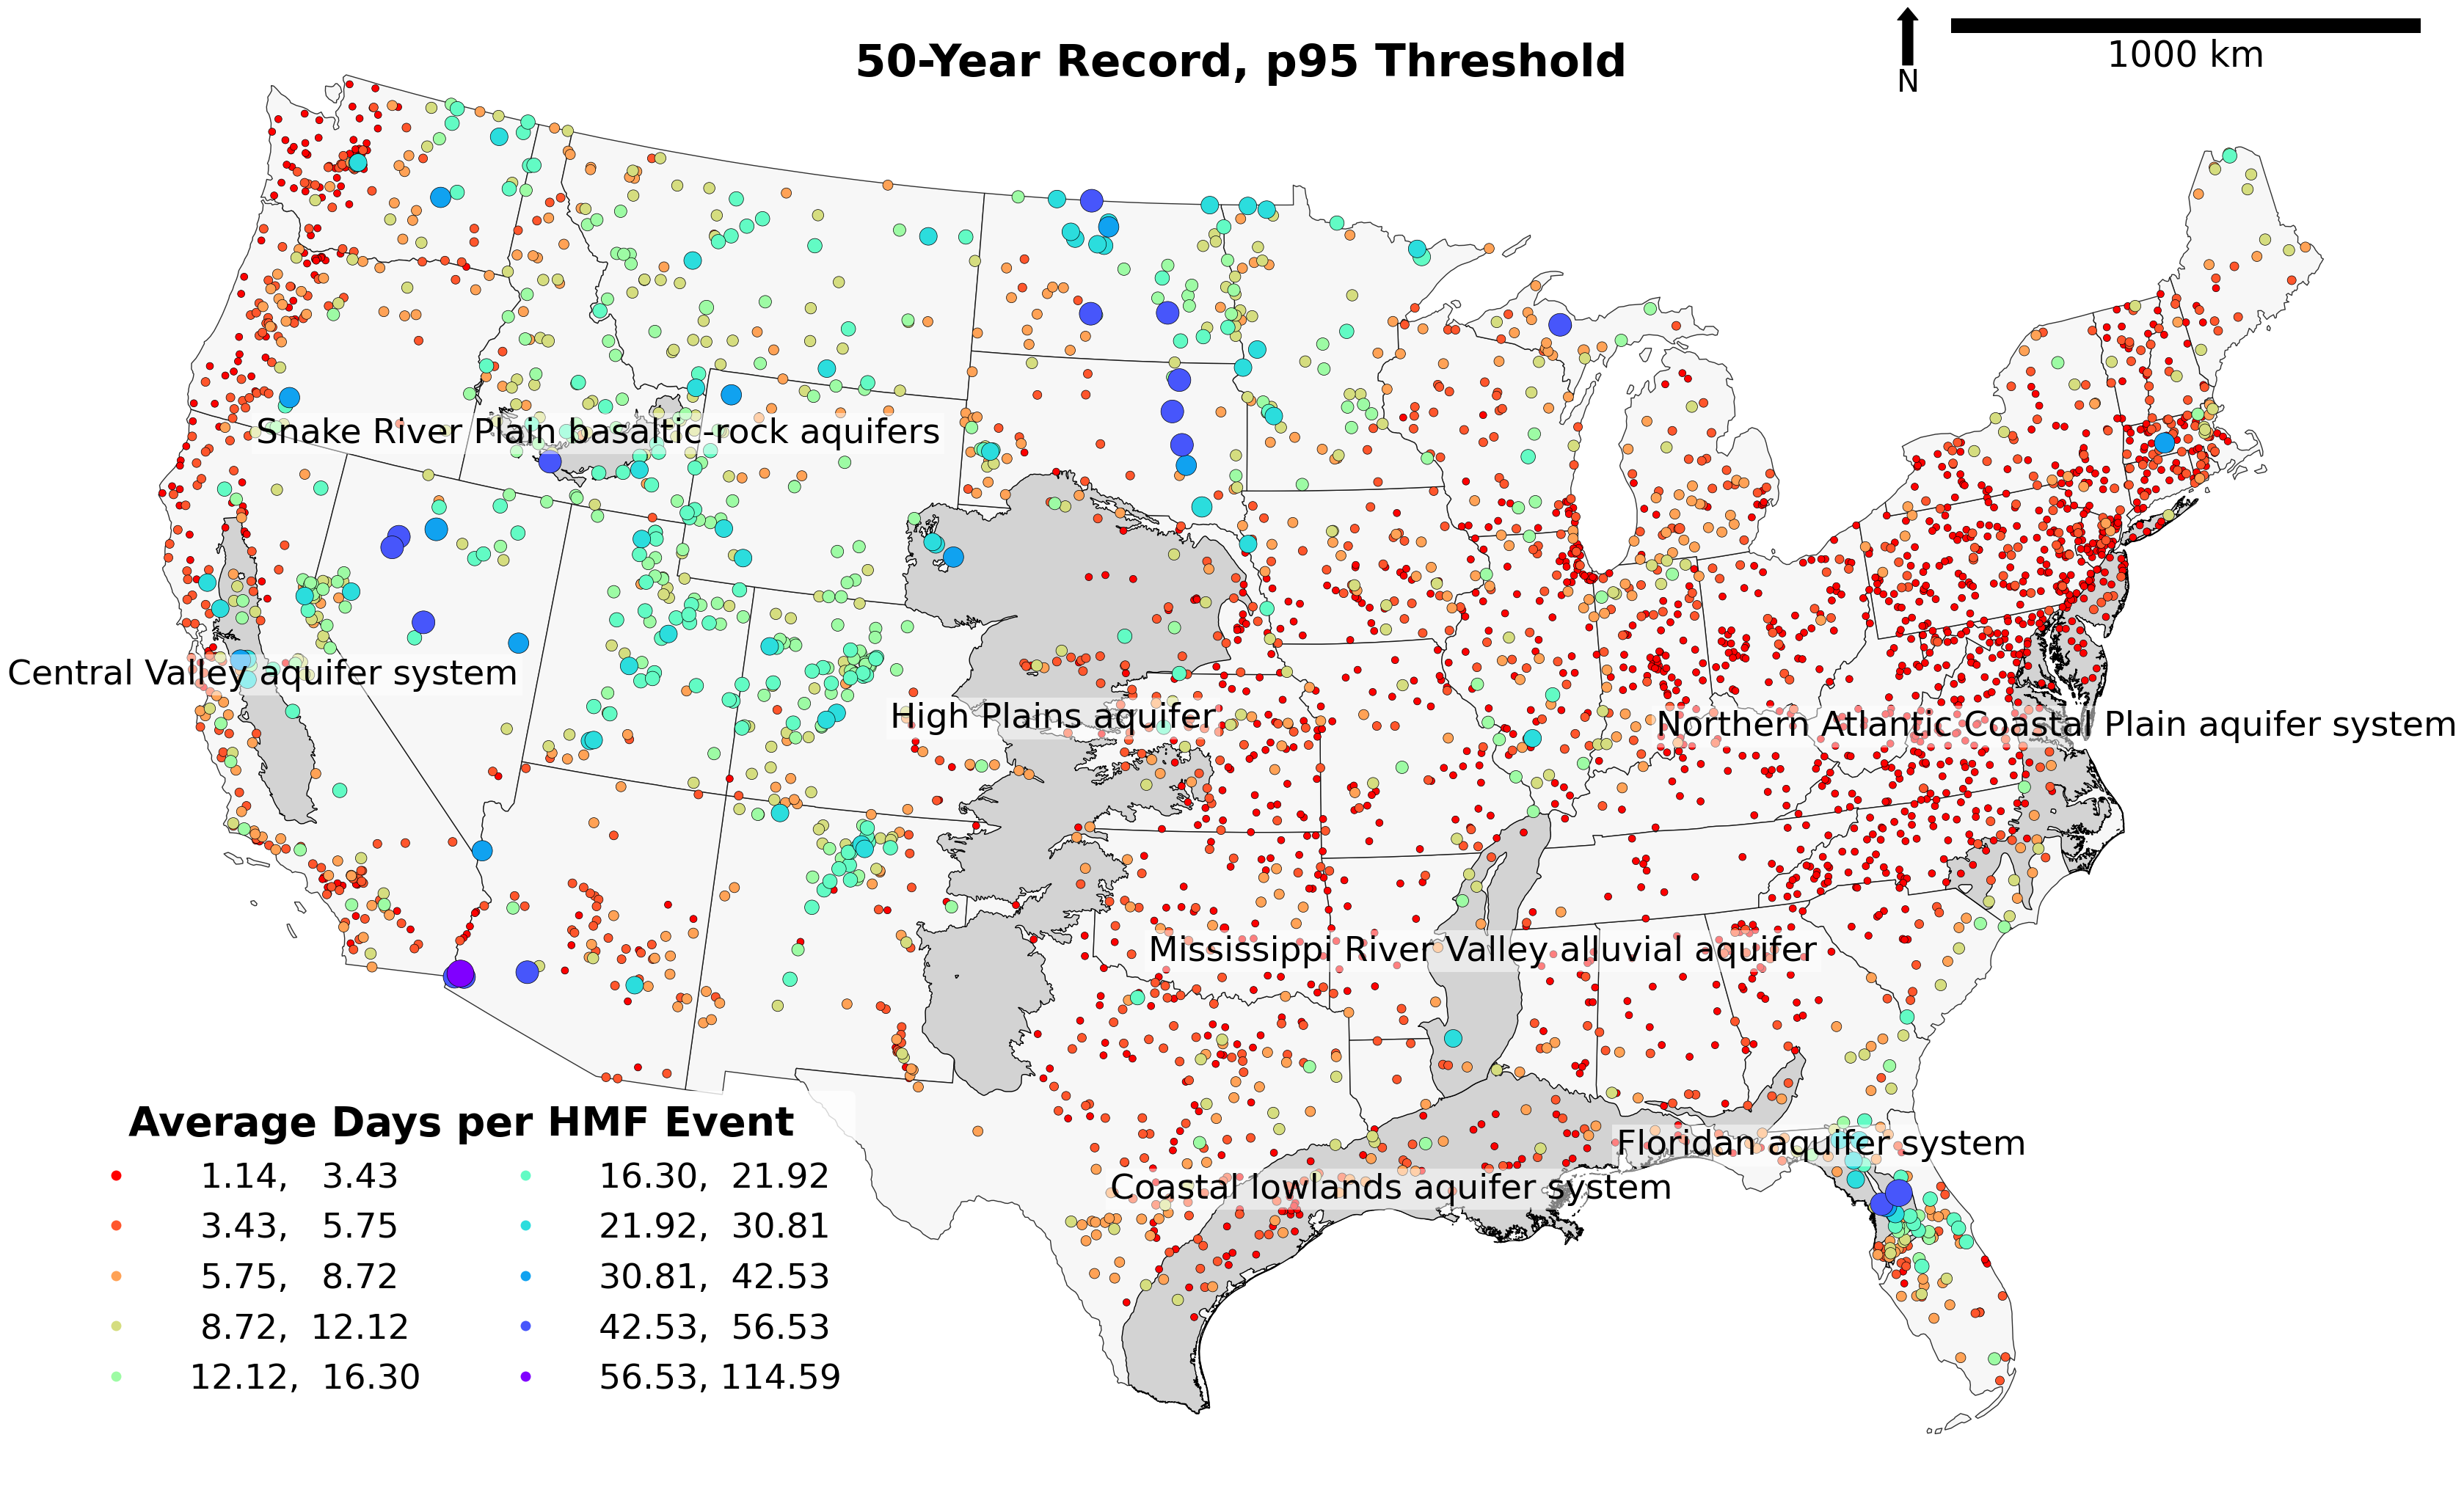 50-Year Record, p95 Threshold
N
1000 km
Snake River Plain basaltic-rock aquifers
Central Valley aquifer system
High Plains aquifer
Northern Atlantic Coastal Plain aquifer system
Mississippi River Valley alluvial aquifer
Floridan aquifer system
Coastal lowlands aquifer system
Average Days per HMF Event
1.14, 3.43
3.43, 5.75
5.75, 8.72
8.72, 12.12
12.12, 16.30
16.30, 21.92
21.92, 30.81
30.81, 42.53
42.53, 56.53
56.53, 114.59